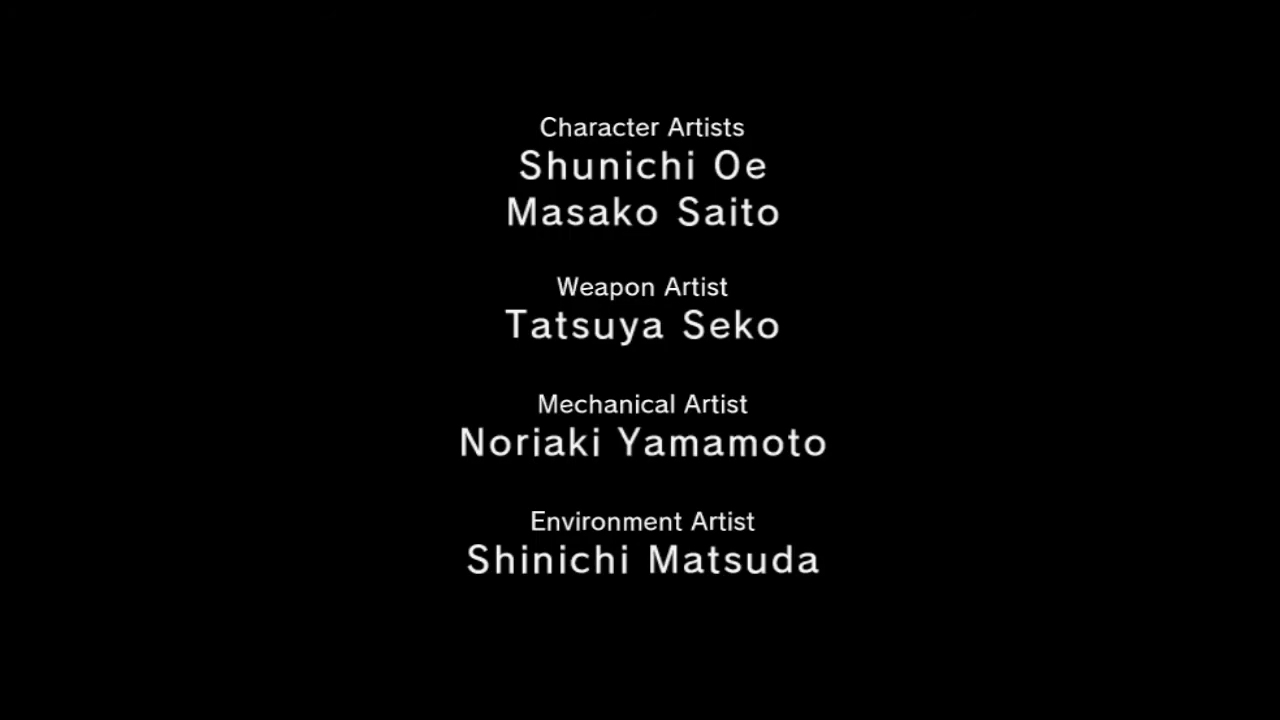 Character Artists
Shunichi Oe
Masako Saito
Weapon Artist
Tatsuya Seko
Mechanical Artist
Noriaki Yamamoto
Environment Artist
Shinichi Matsuda